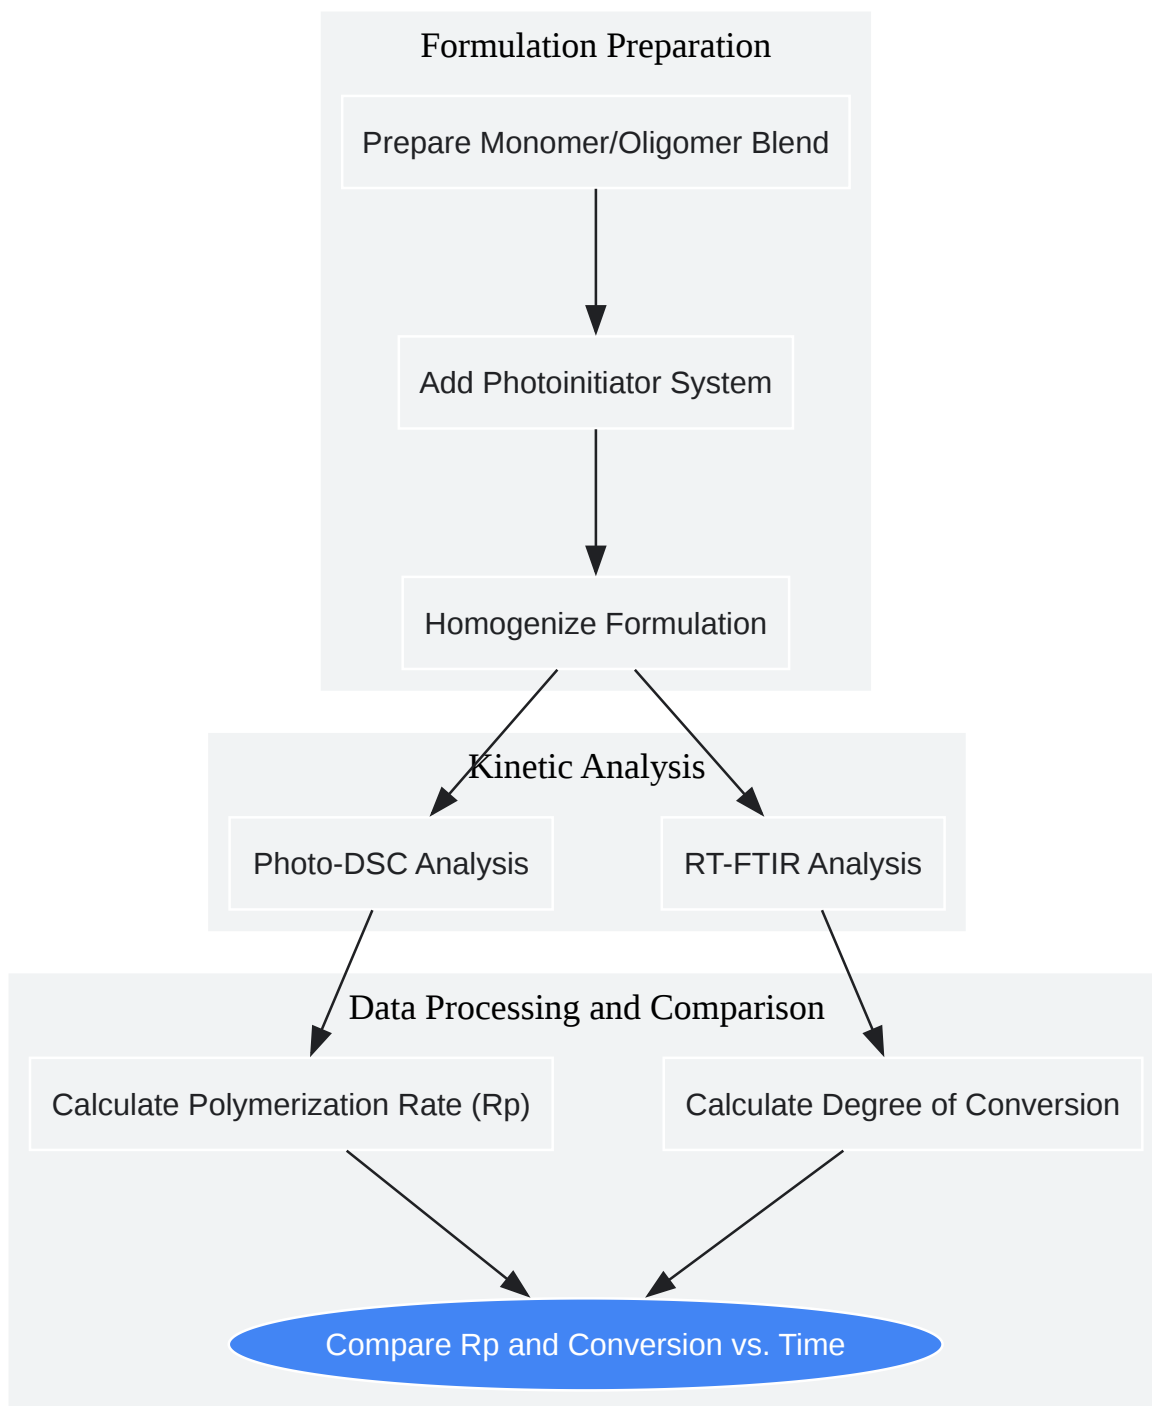 Formulation Preparation
Prepare Monomer/Oligomer Blend
Add Photoinitiator System
Homogenize Formulation
Kinetic Analysis
Photo-DSC Analysis
RT-FTIR Analysis
Data Processing and Comparison
Calculate Polymerization Rate (Rp)
Calculate Degree of Conversion
Compare Rp and Conversion vs. Time